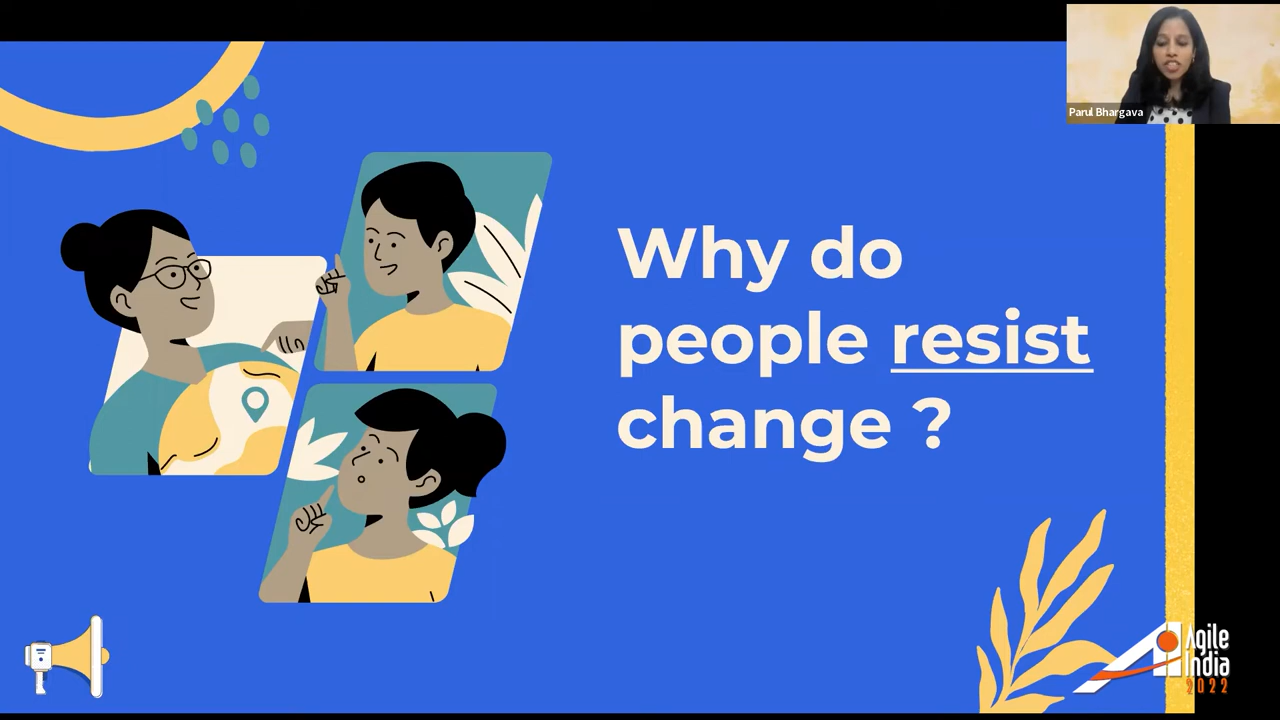 Parul Bhargava
Why do
people resist
change ?
Agile
India
2022